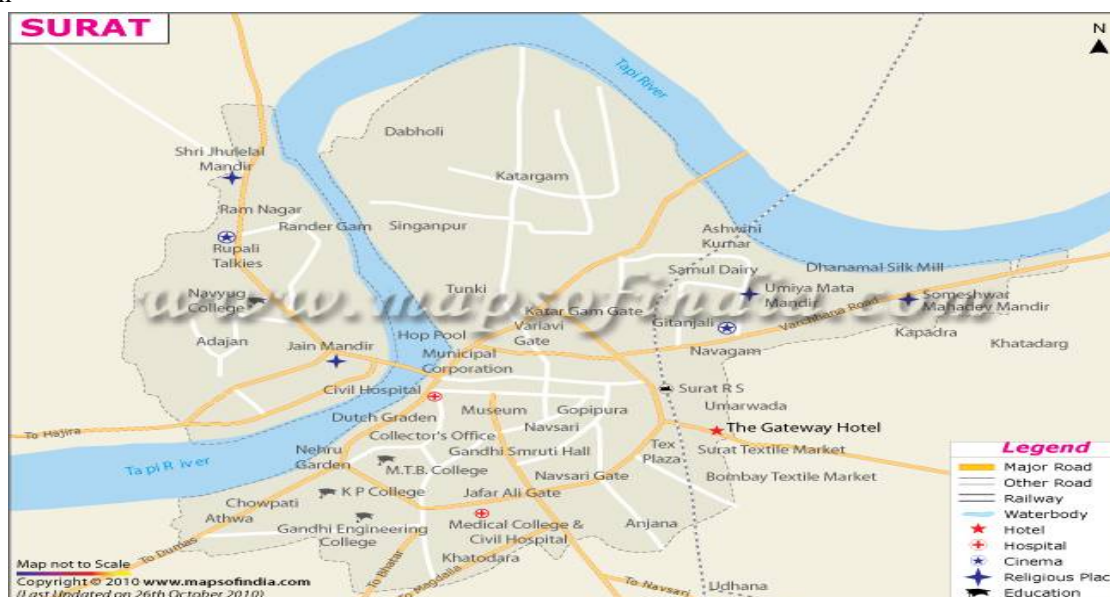 SURAT
N
Tapi River
Dabholi
Shri Jhulelal
Mandir
Katargam
Ram Nagar
Rander Gam
Singanpur
Ashwini
Kumar
Rupali
Talkies
Samul Dairy
Dhanamal Silk Mill
Navyug
College
Tunki
Umiya Mata
Mandir
Someshwar
Mahadev Mandir
www.mapsofindia.com
Katar Gam Gate
Gitanjali
Varchhana Road
Variavi
Gate
Kapadra
Adajan
Jain Mandir
Hop Pool
Khatadarg
Municipal
Corporation
Navagam
Civil Hospital
Surat R S
Dutch Graden
Museum
Gopipura
Umarwada
To Hajira
Navsari
The Gateway Hotel
Collector's Office
Nehru
Garden
Gandhi Smruti Hall
Tex
Plaza
Surat Textile Market
Tapi River
M.T.B. College
Navsari Gate
Bombay Textile Market
Chowpati
K P College
Jafar Ali Gate
Athwa
Gandhi Engineering
College
Medical College &
Civil Hospital
Anjana
To Dumas
To Bhatar
Khatodara
To Magdalla
To Navsari
Udhana
Legend
Major Road
Other Road
Railway
Waterbody
Hotel
Hospital
Cinema
Religious Plac
Education
Map not to Scale
Copyright © 2010 www.mapsofindia.com
(Last Updated on 26th October 2010)